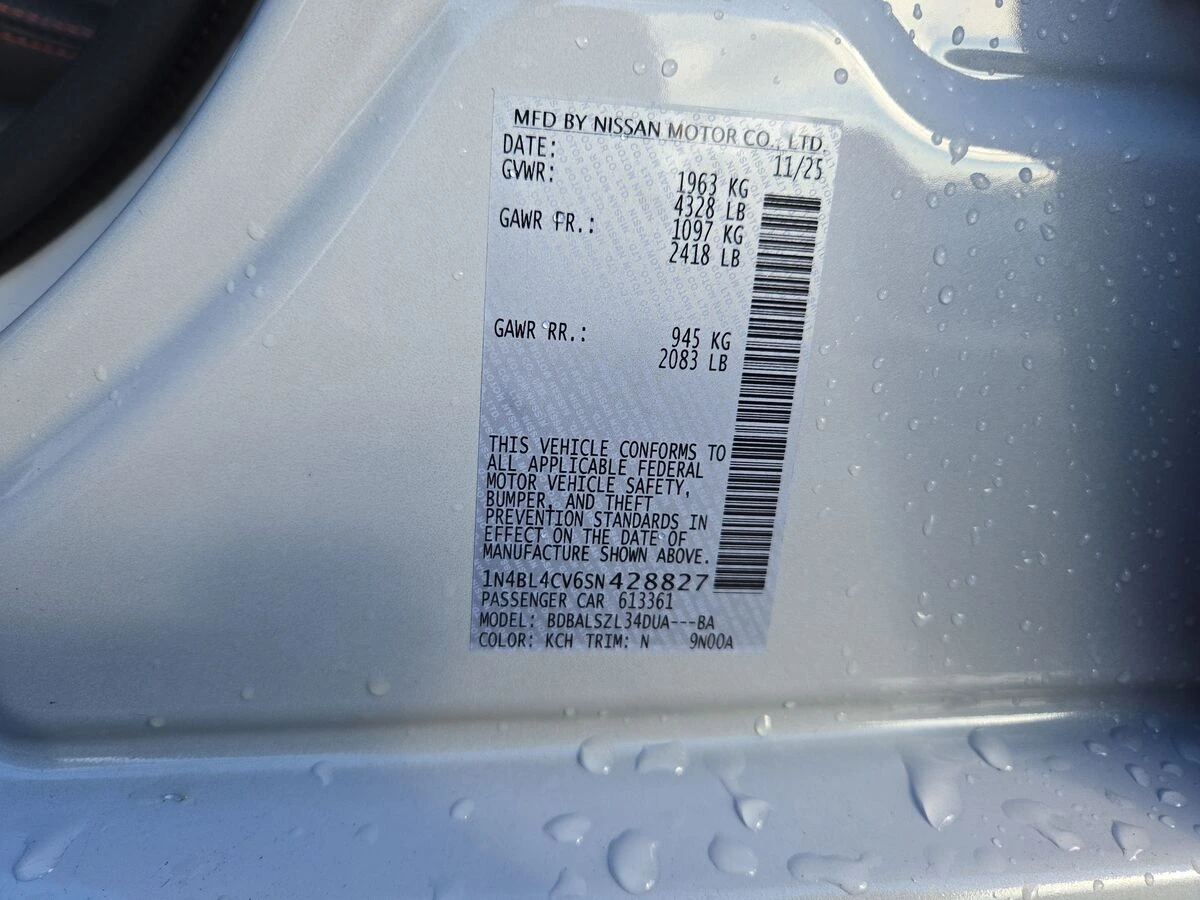 MFD BY NISSAN MOTOR CO., LTD.
DATE: 11/25
GVWR: 1963 KG
4328 LB
GAWR FR.: 1097 KG
2418 LB
GAWR RR.: 945 KG
2083 LB
THIS VEHICLE CONFORMS TO
ALL APPLICABLE FEDERAL
MOTOR VEHICLE SAFETY,
BUMPER, AND THEFT
PREVENTION STANDARDS IN
EFFECT ON THE DATE OF
MANUFACTURE SHOWN ABOVE.
1N4BL4CV6SN428827
PASSENGER CAR 613361
MODEL: BDBALSZL34DUA---BA
COLOR: KCH TRIM: N 9N00A